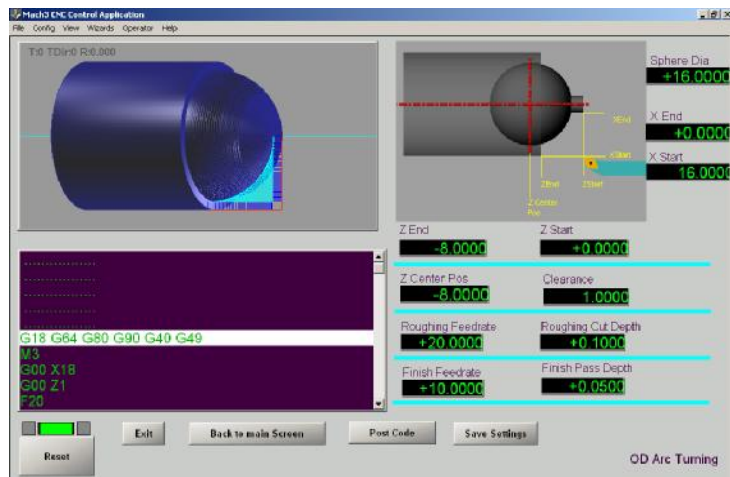 Mach3 CNC Control Application
File Config View Wizards Operator Help
T:0 TDir:0 R:0.000
XEnd
XStart
ZEnd
ZStart
Z Center
Pos
Sphere Dia
+16.0000
X End
+0.0000
X Start
16.0000
Z End
-8.0000
Z Start
+0.0000
Z Center Pos
-8.0000
Clearance
1.0000
Roughing Feedrate
+20.0000
Roughing Cut Depth
+0.1000
Finish Feedrate
+10.0000
Finish Pass Depth
+0.0500
G18 G64 G80 G90 G40 G49
M3
G00 X18
G00 Z1
F20
Exit
Back to main Screen
Post Code
Save Settings
Reset
OD Arc Turning